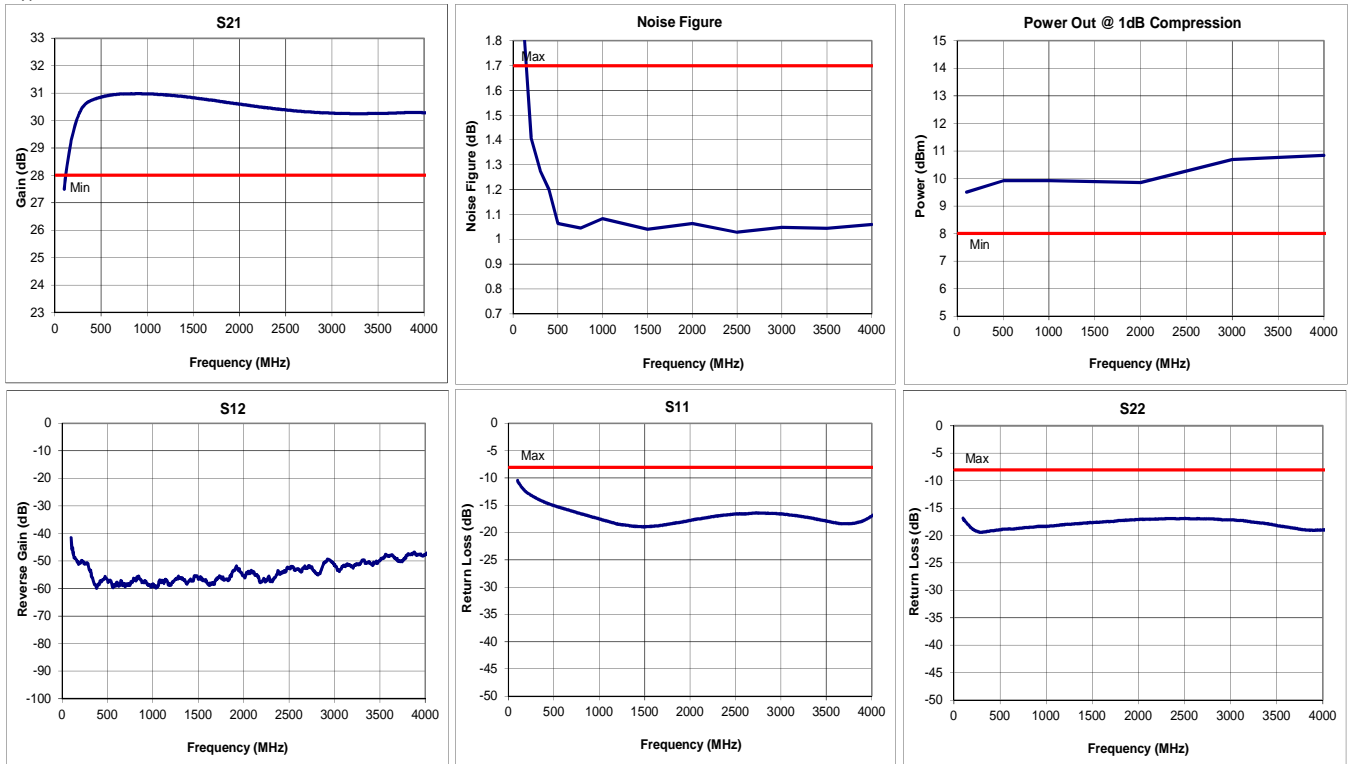 S21
33
32
31
30
29
28
27
26
25
24
23
Gain (dB)
Min
0 500 1000 1500 2000 2500 3000 3500 4000
Frequency (MHz)
Noise Figure
1.8
1.7
1.6
1.5
1.4
1.3
1.2
1.1
1
0.9
0.8
0.7
Noise Figure (dB)
Max
0 500 1000 1500 2000 2500 3000 3500 4000
Frequency (MHz)
Power Out @ 1dB Compression
15
14
13
12
11
10
9
8
7
6
5
Power (dBm)
Min
0 500 1000 1500 2000 2500 3000 3500 4000
Frequency (MHz)
S12
0
-10
-20
-30
-40
-50
-60
-70
-80
-90
-100
Reverse Gain (dB)
0 500 1000 1500 2000 2500 3000 3500 4000
Frequency (MHz)
S11
0
-5
-10
-15
-20
-25
-30
-35
-40
-45
-50
Return Loss (dB)
Max
0 500 1000 1500 2000 2500 3000 3500 4000
Frequency (MHz)
S22
0
-5
-10
-15
-20
-25
-30
-35
-40
-45
-50
Return Loss (dB)
Max
0 500 1000 1500 2000 2500 3000 3500 4000
Frequency (MHz)